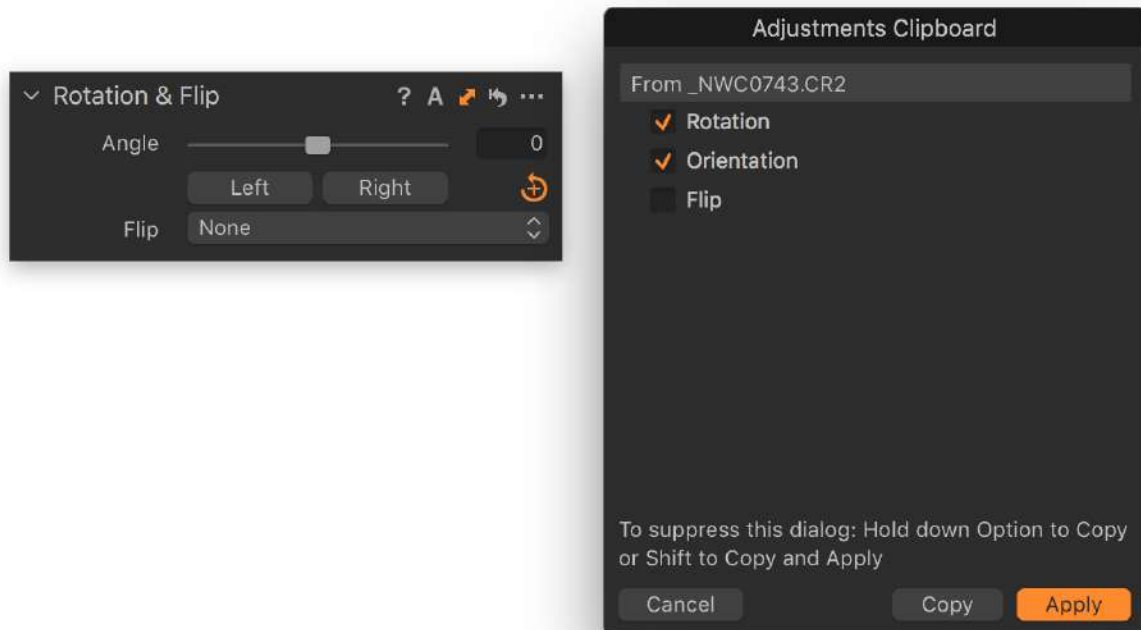 Rotation & Flip ? A ...
Angle 0
Left Right
Flip None
Adjustments Clipboard
From _NWC0743.CR2
Rotation
Orientation
Flip
To suppress this dialog: Hold down Option to Copy
or Shift to Copy and Apply
Cancel Copy Apply